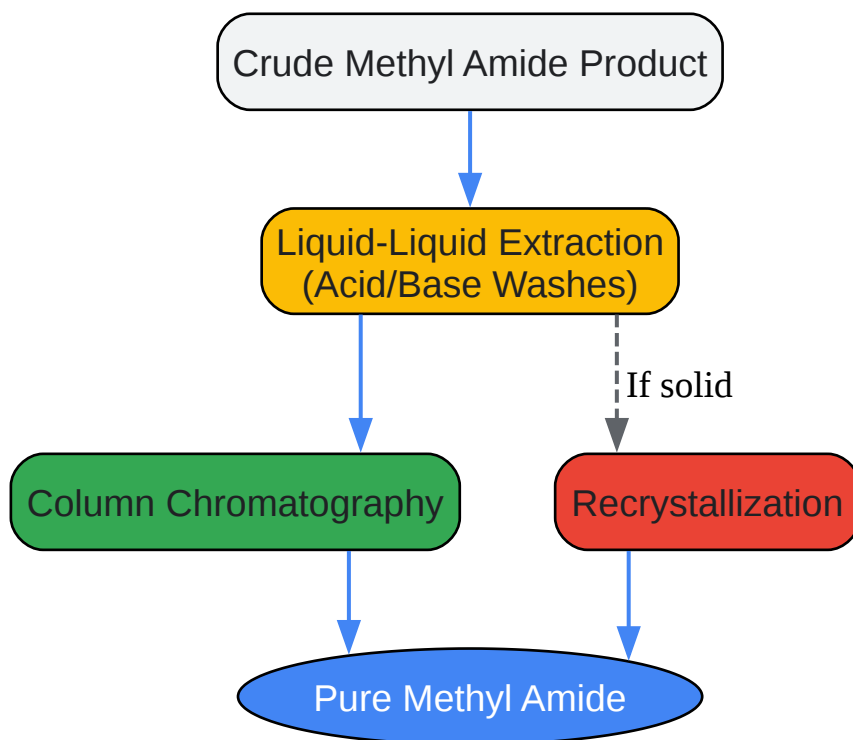 Crude Methyl Amide Product
Liquid-Liquid Extraction
(Acid/Base Washes)
If solid
Column Chromatography
Recrystallization
Pure Methyl Amide